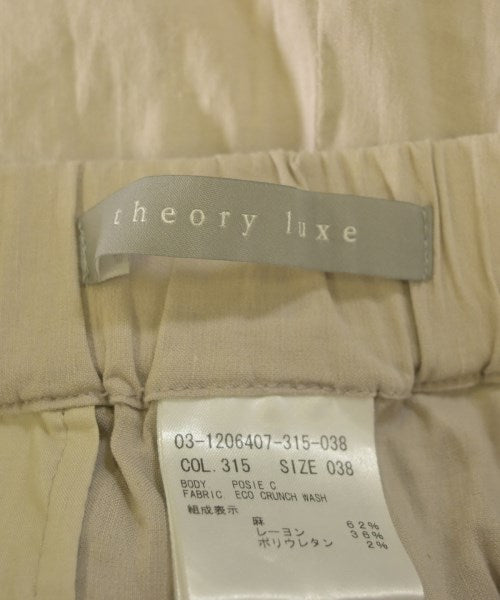 theory luxe
03-1206407-315-038
COL.315 SIZE 038
BODY POSIE C
FABRIC ECO CRUNCH WASH
組成表示
麻 62%
レーヨン 36%
ポリウレタン 2%